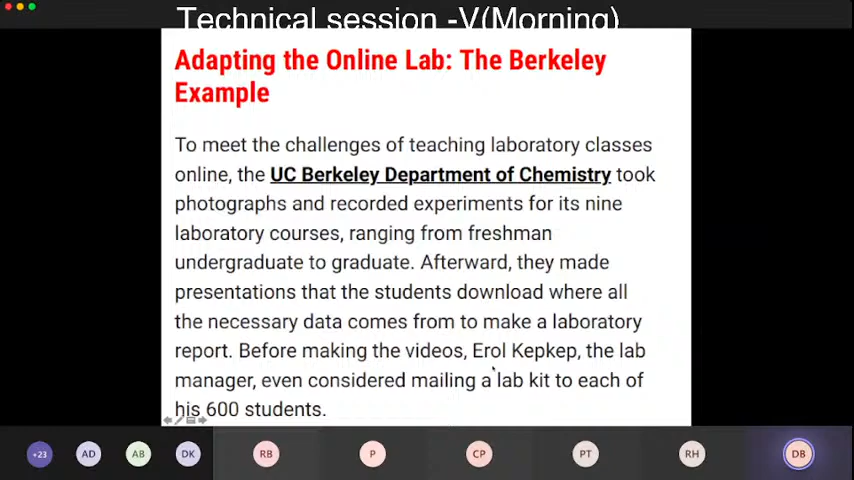 Technical session -V(Morning)
Adapting the Online Lab: The Berkeley
Example
To meet the challenges of teaching laboratory classes
online, the UC Berkeley Department of Chemistry took
photographs and recorded experiments for its nine
laboratory courses, ranging from freshman
undergraduate to graduate. Afterward, they made
presentations that the students download where all
the necessary data comes from to make a laboratory
report. Before making the videos, Erol Kepkep, the lab
manager, even considered mailing a lab kit to each of
his 600 students.
+23 AD AB DK RB P CP PT RH DB